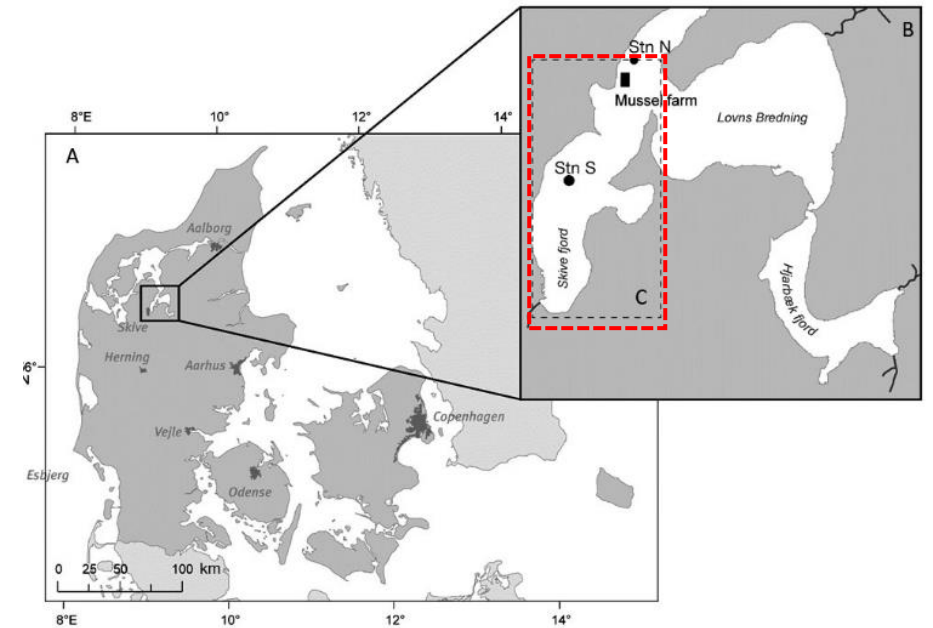 8°E
10°
12°
14°
A
B
Stn N
Mussel farm
Lovns Bredning
Stn S
Skive fjord
Hjarbæk fjord
C
Aalborg
Skive
Herning
Aarhus
Vejle
Copenhagen
Esbjerg
Odense
0 25 50 100 km
8°E
10°
12°
14°